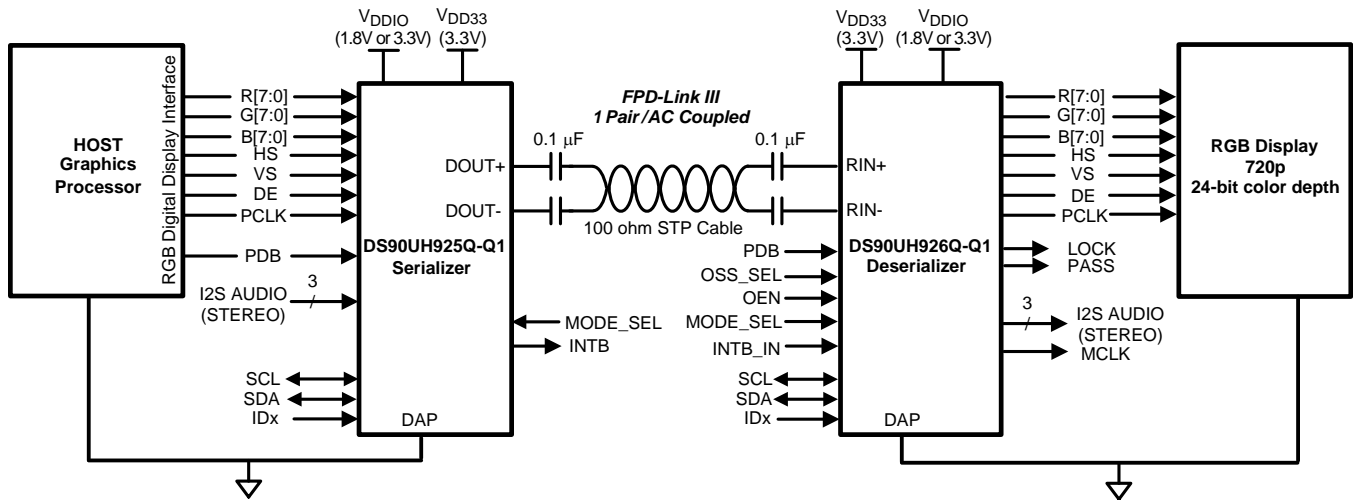 VDDIO
(1.8V or 3.3V)
VDD33
(3.3V)
VDD33
(3.3V)
VDDIO
(1.8V or 3.3V)
HOST
Graphics
Processor
RGB Digital Display Interface
R[7:0]
G[7:0]
B[7:0]
HS
VS
DE
PCLK
PDB
I2S AUDIO
(STEREO)
3
SCL
SDA
IDx
DOUT+
DOUT-
DS90UH925Q-Q1
Serializer
MODE_SEL
INTB
DAP
FPD-Link III
1 Pair /AC Coupled
0.1 µF
0.1 µF
100 ohm STP Cable
PDB
OSS_SEL
OEN
MODE_SEL
INTB_IN
SCL
SDA
IDx
RIN+
RIN-
DS90UH926Q-Q1
Deserializer
DAP
R[7:0]
G[7:0]
B[7:0]
HS
VS
DE
PCLK
LOCK
PASS
3
I2S AUDIO
(STEREO)
MCLK
RGB Display
720p
24-bit color depth